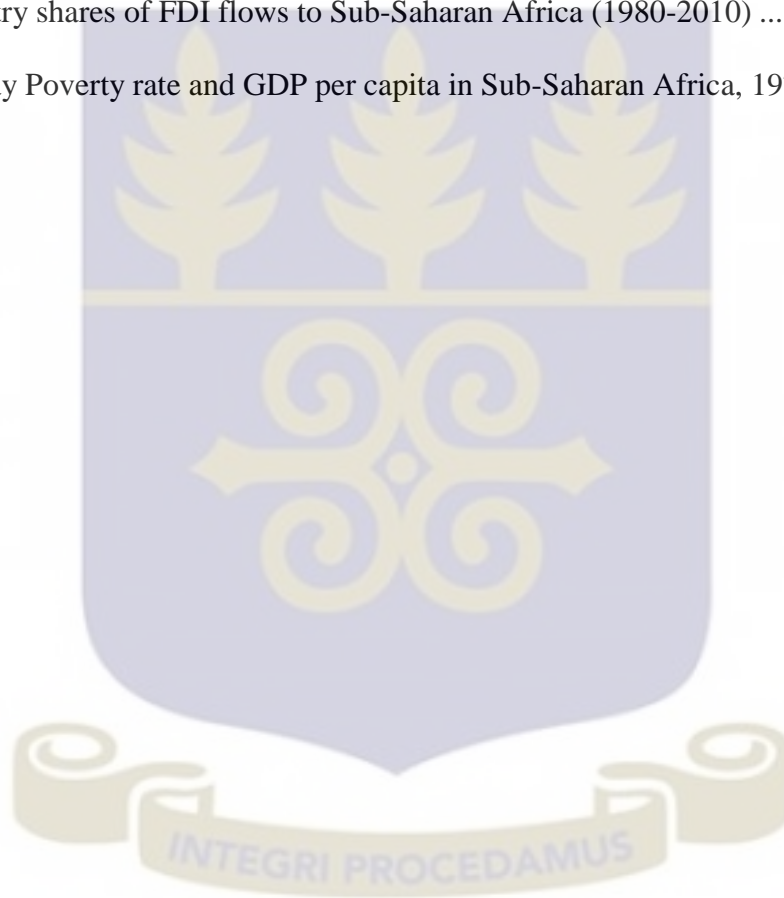 try shares of FDI flows to Sub-Saharan Africa (1980-2010) ...
y Poverty rate and GDP per capita in Sub-Saharan Africa, 19
INTEGRI PROCEDAMUS